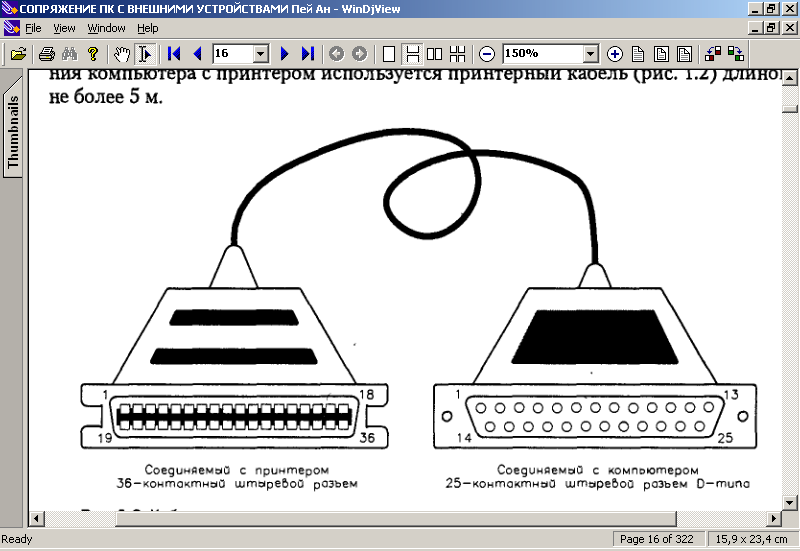 СОПРЯЖЕНИЕ ПК С ВНЕШНИМИ УСТРОЙСТВАМИ Пей Ан - WinDjView
File View Window Help
16 150%
Thumbnails
ния компьютера с принтером используется принтерный кабель (рис. 1.2) длиной
не более 5 м.
1 18
19 36
1 13
14 25
Соединяемый с принтером
36-контактный штыревой разъем
Соединяемый с компьютером
25-контактный штыревой разъем D-типа
Ready Page 16 of 322 15,9 x 23,4 cm